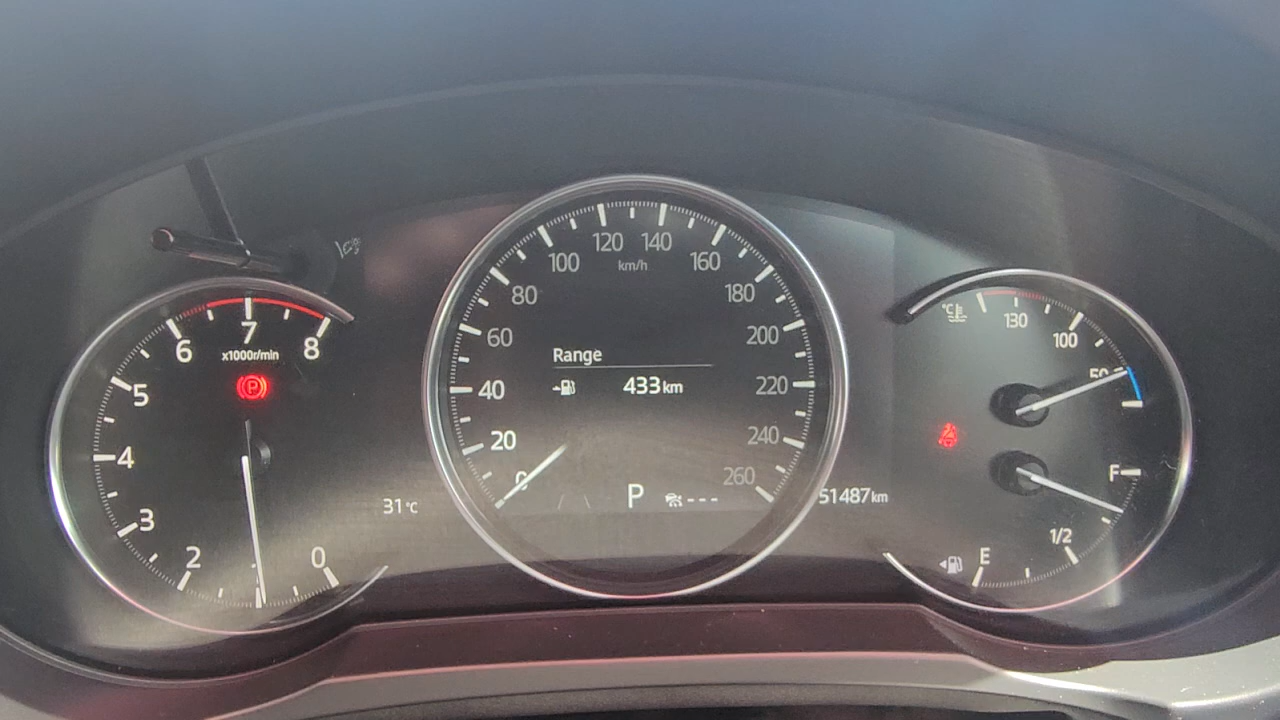 6 7 8
x1000r/min
5
4
3
2
0
P
31°C
120 140
100 km/h 160
80 180
60 200
Range
433 km
40 220
20 240
0 260
P ---
51487 km
°C
130
100
50
F
1/2
E